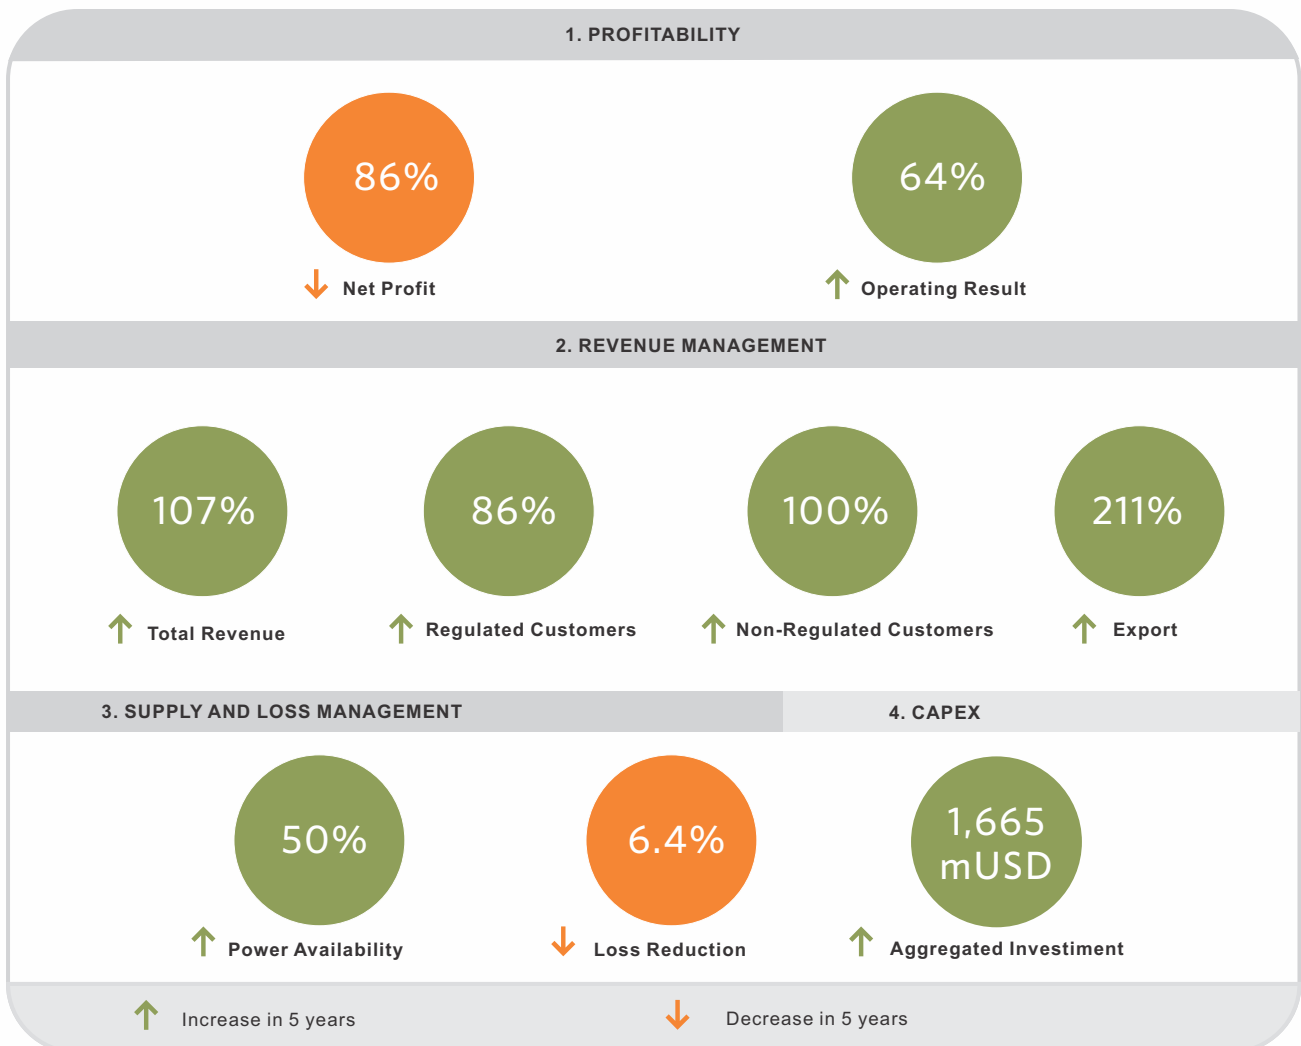 1. PROFITABILITY
86%
64%
Net Profit
Operating Result
2. REVENUE MANAGEMENT
107%
86%
100%
211%
Total Revenue
Regulated Customers
Non-Regulated Customers
Export
3. SUPPLY AND LOSS MANAGEMENT
4. CAPEX
50%
6.4%
1,665
mUSD
Power Availability
Loss Reduction
Aggregated Investiment
Increase in 5 years
Decrease in 5 years